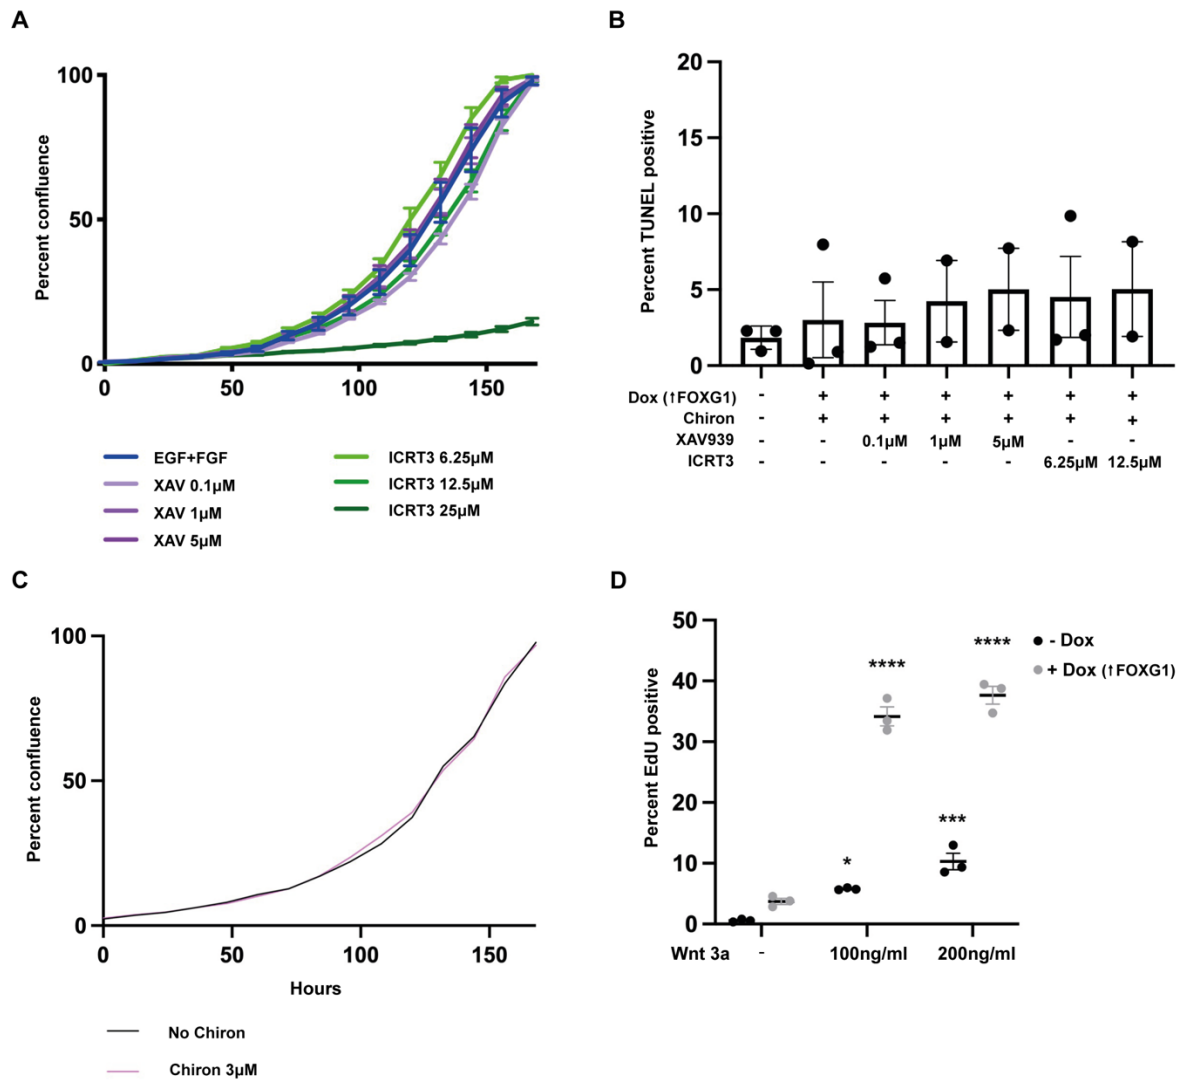 A
Percent confluence
100
50
0
0 50 100 150
EGF+FGF
XAV 0.1µM
XAV 1µM
XAV 5µM
ICRT3 6.25µM
ICRT3 12.5µM
ICRT3 25µM
B
Percent TUNEL positive
20
15
10
5
0
Dox (↑FOXG1) - + + + + + +
Chiron - + + + + + +
XAV939 - - 0.1µM 1µM 5µM - -
ICRT3 - - - - - 6.25µM 12.5µM
C
Percent confluence
100
50
0
0 50 100 150
Hours
No Chiron
Chiron 3µM
D
Percent EdU positive
50
40
30
20
10
0
**** ****
* ***
- Dox
+ Dox (↑FOXG1)
Wnt 3a - 100ng/ml 200ng/ml